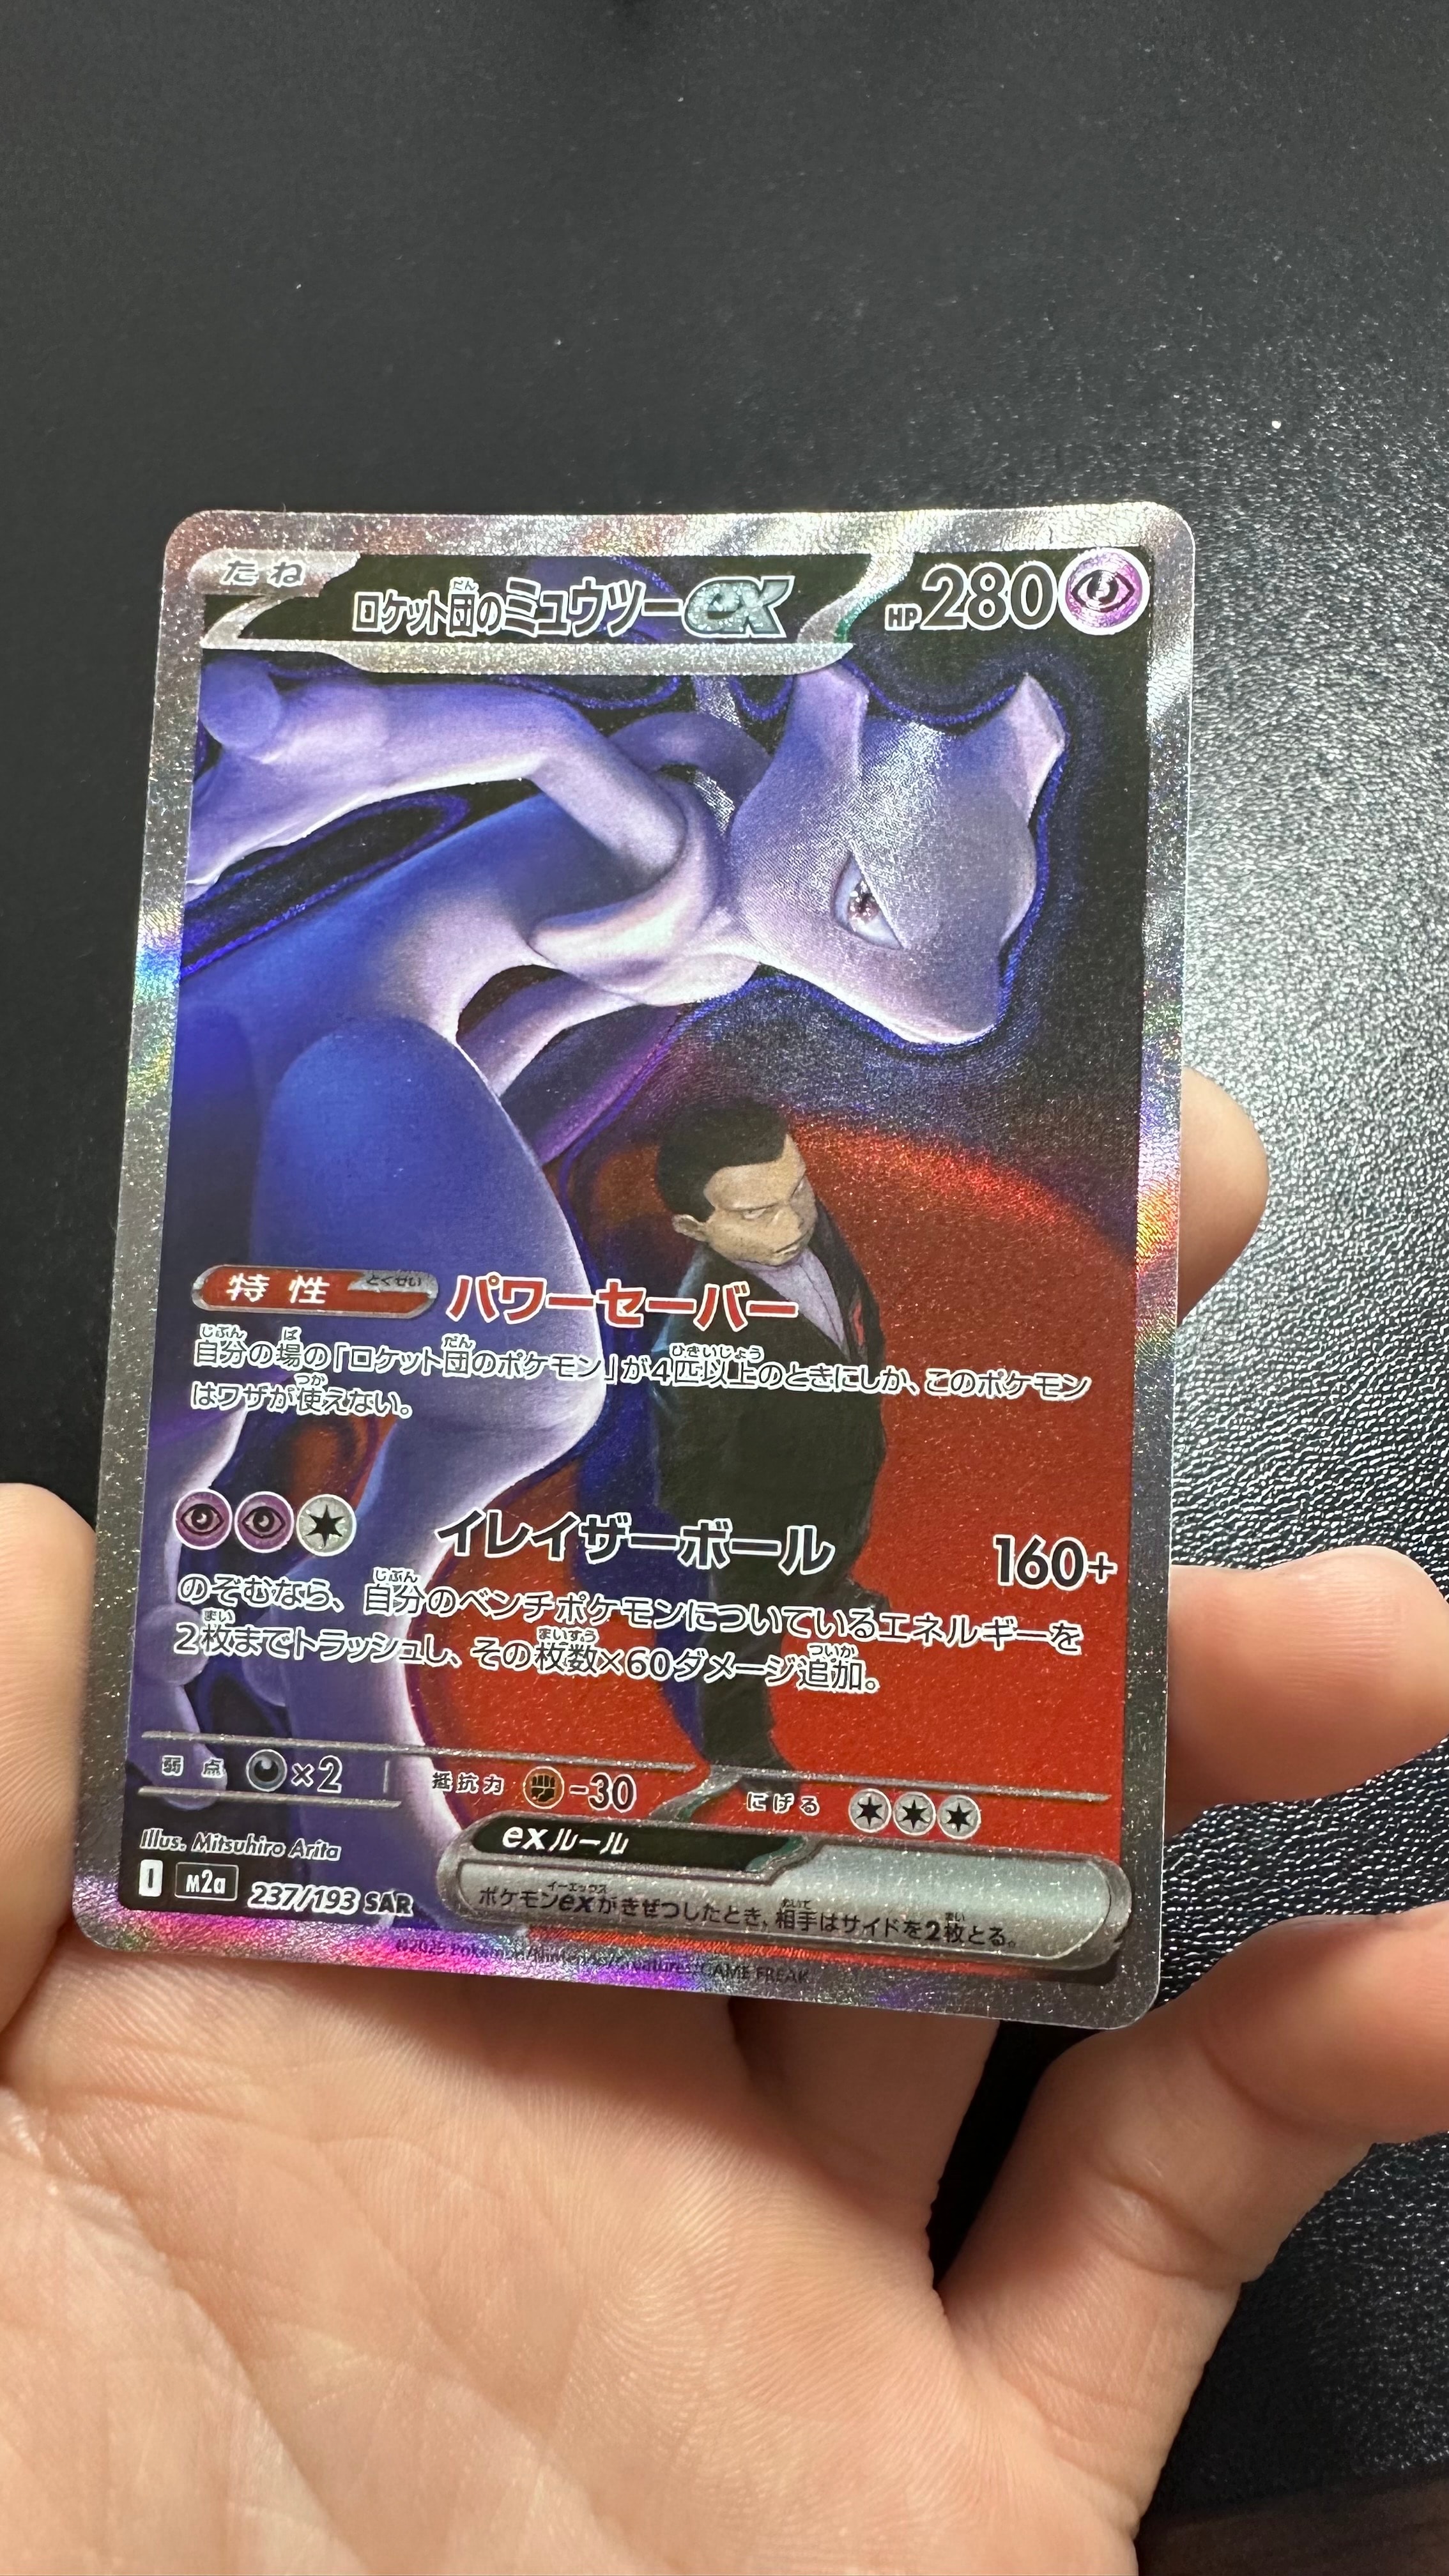 たね
ロケット団のミュウツーex
HP280
特性 パワーセーバー
自分の場の「ロケット団のポケモン」が4匹以上のときにしか、このポケモン
はワザが使えない。
イレイザーボール 160+
のぞむなら、自分のベンチポケモンについているエネルギーを
2枚までトラッシュし、その枚数×60ダメージ追加。
弱点 ×2 抵抗力 -30 にげる
Illus. Mitsuhiro Arita
I m2a 237/193 SAR
exルール
ポケモンexがきぜつしたとき、相手はサイドを2枚とる。
©2025 Pokémon/Nintendo/Creatures/GAME FREAK